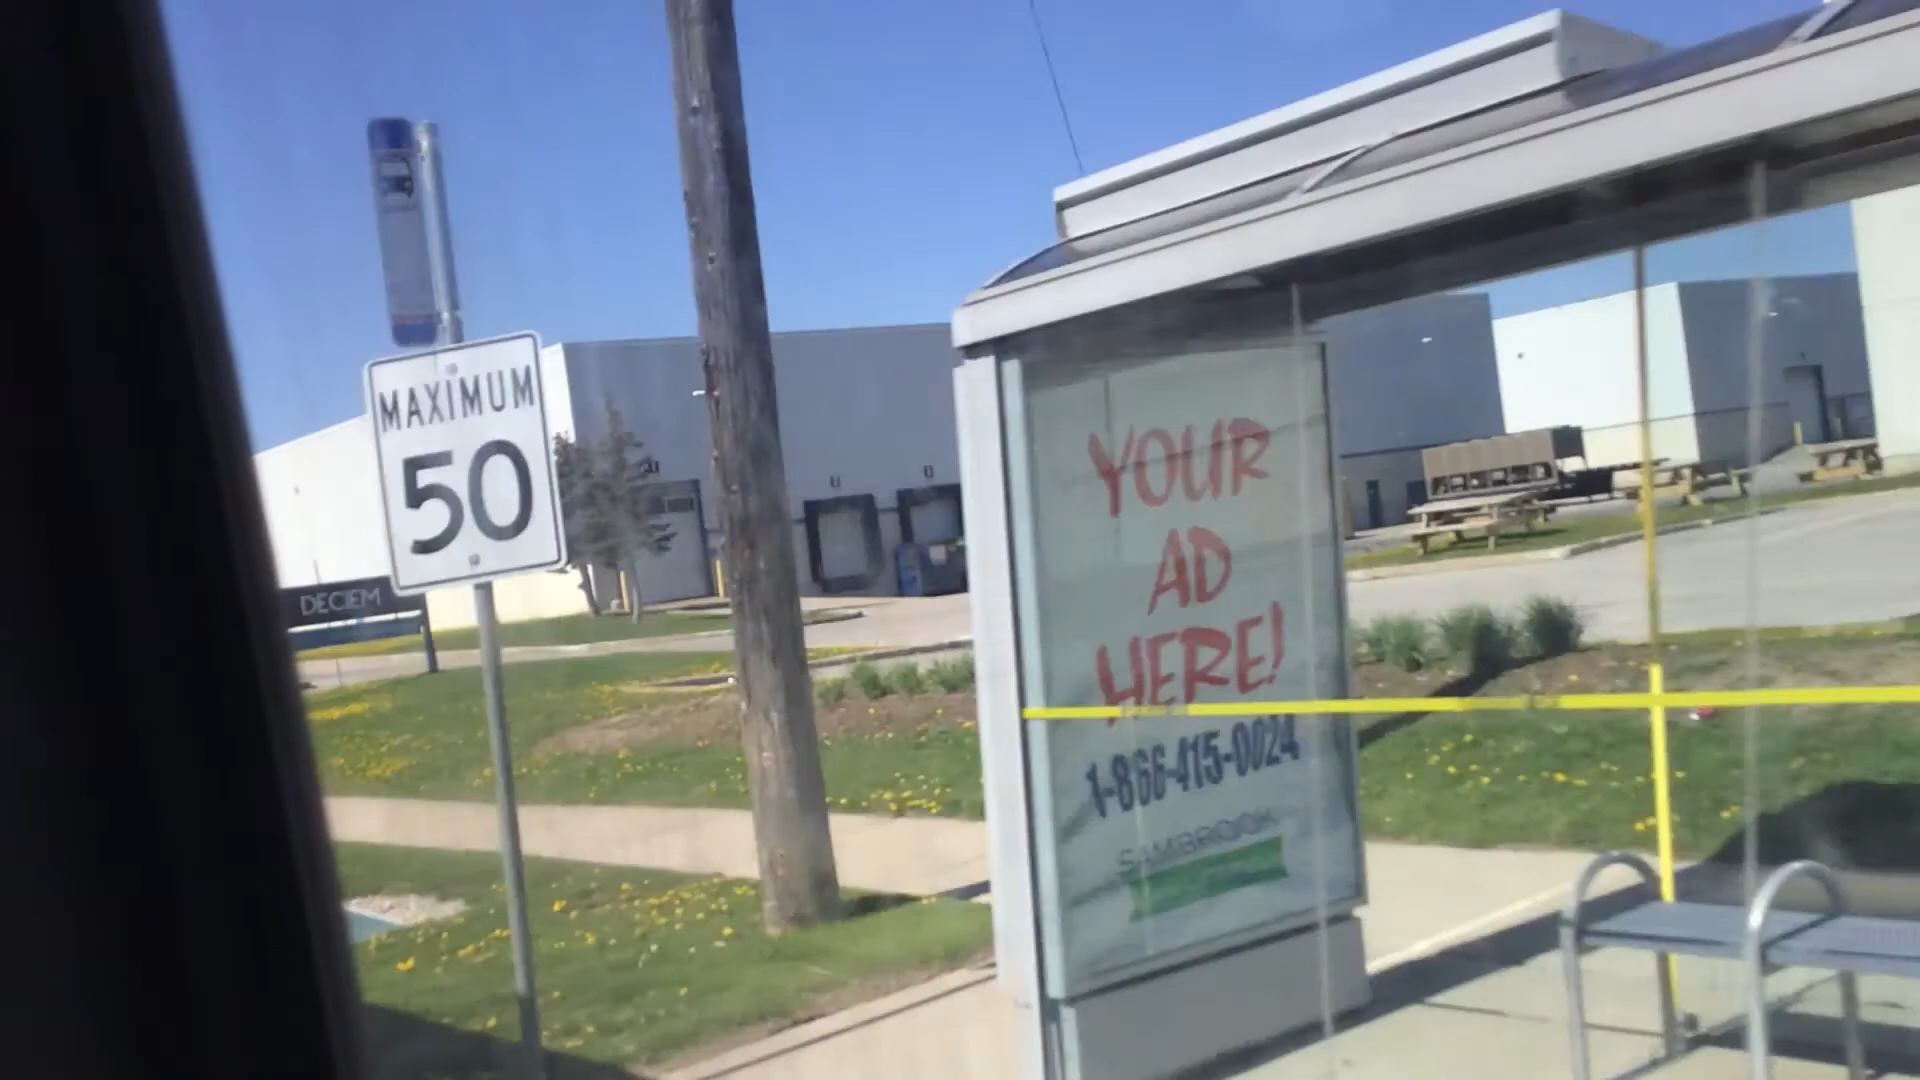 MAXIMUM
50
DECIEM
YOUR
AD
HERE!
1-866-415-0024
SAMBROOK